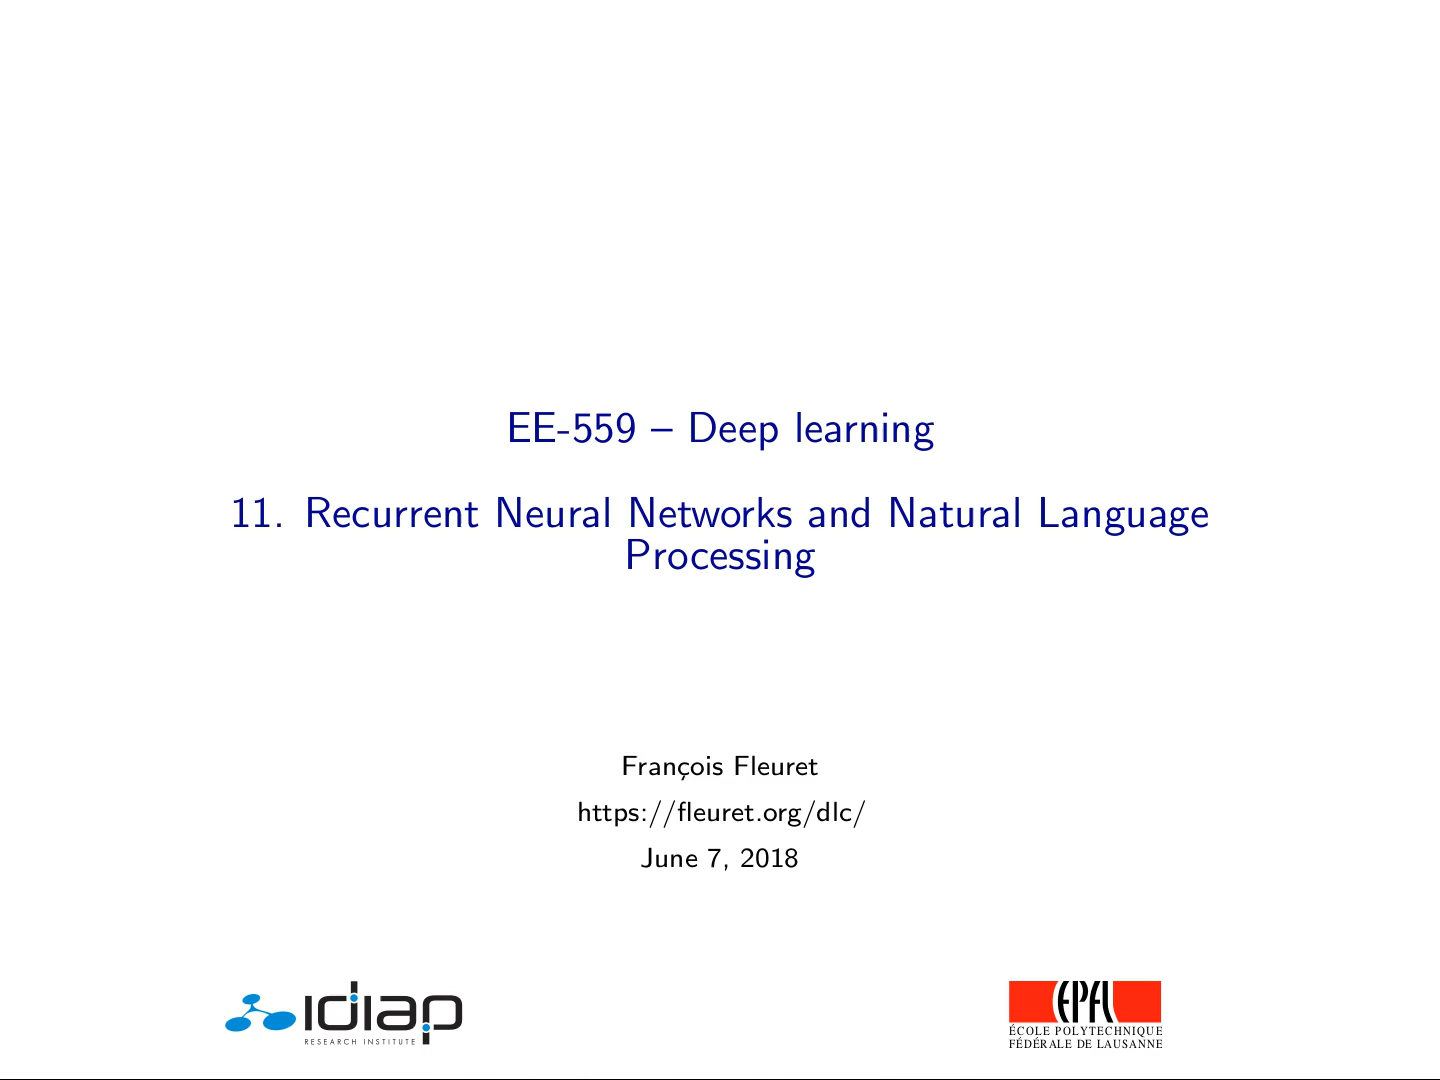 EE-559 – Deep learning
11. Recurrent Neural Networks and Natural Language
Processing
François Fleuret
https://fleuret.org/dlc/
June 7, 2018
idiap
RESEARCH INSTITUTE
EPFL
ÉCOLE POLYTECHNIQUE
FÉDÉRALE DE LAUSANNE